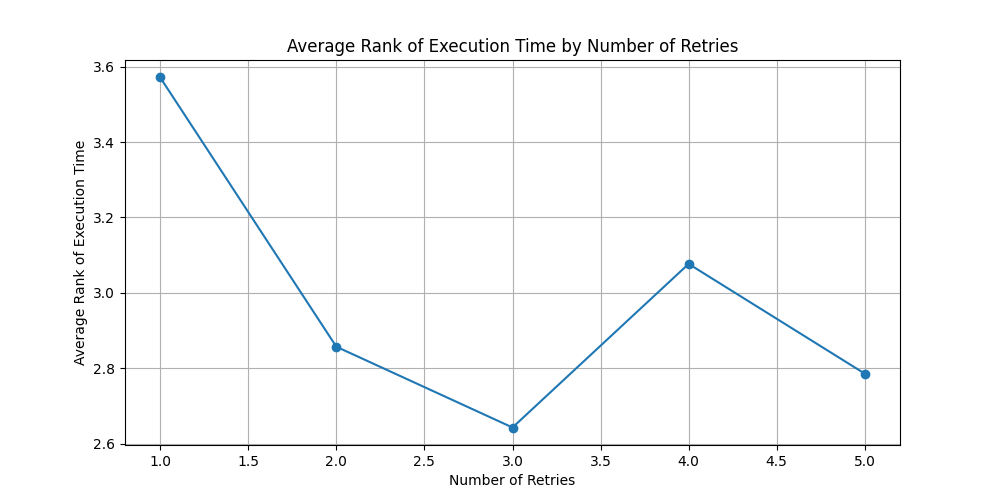 Average Rank of Execution Time by Number of Retries
Average Rank of Execution Time
3.6
3.4
3.2
3.0
2.8
2.6
1.0 1.5 2.0 2.5 3.0 3.5 4.0 4.5 5.0
Number of Retries